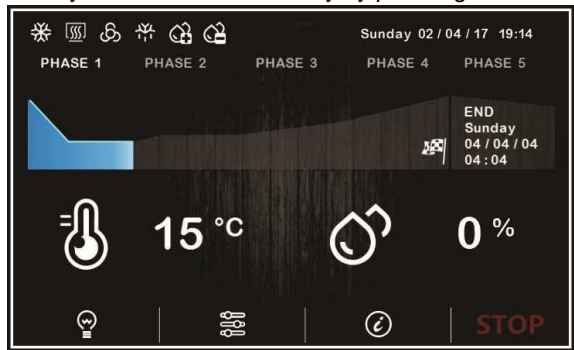 Sunday 02 / 04 / 17 19:14
PHASE 1 PHASE 2 PHASE 3 PHASE 4 PHASE 5
END
Sunday
04 / 04 / 04
04 : 04
15 °C 0 %
i
STOP